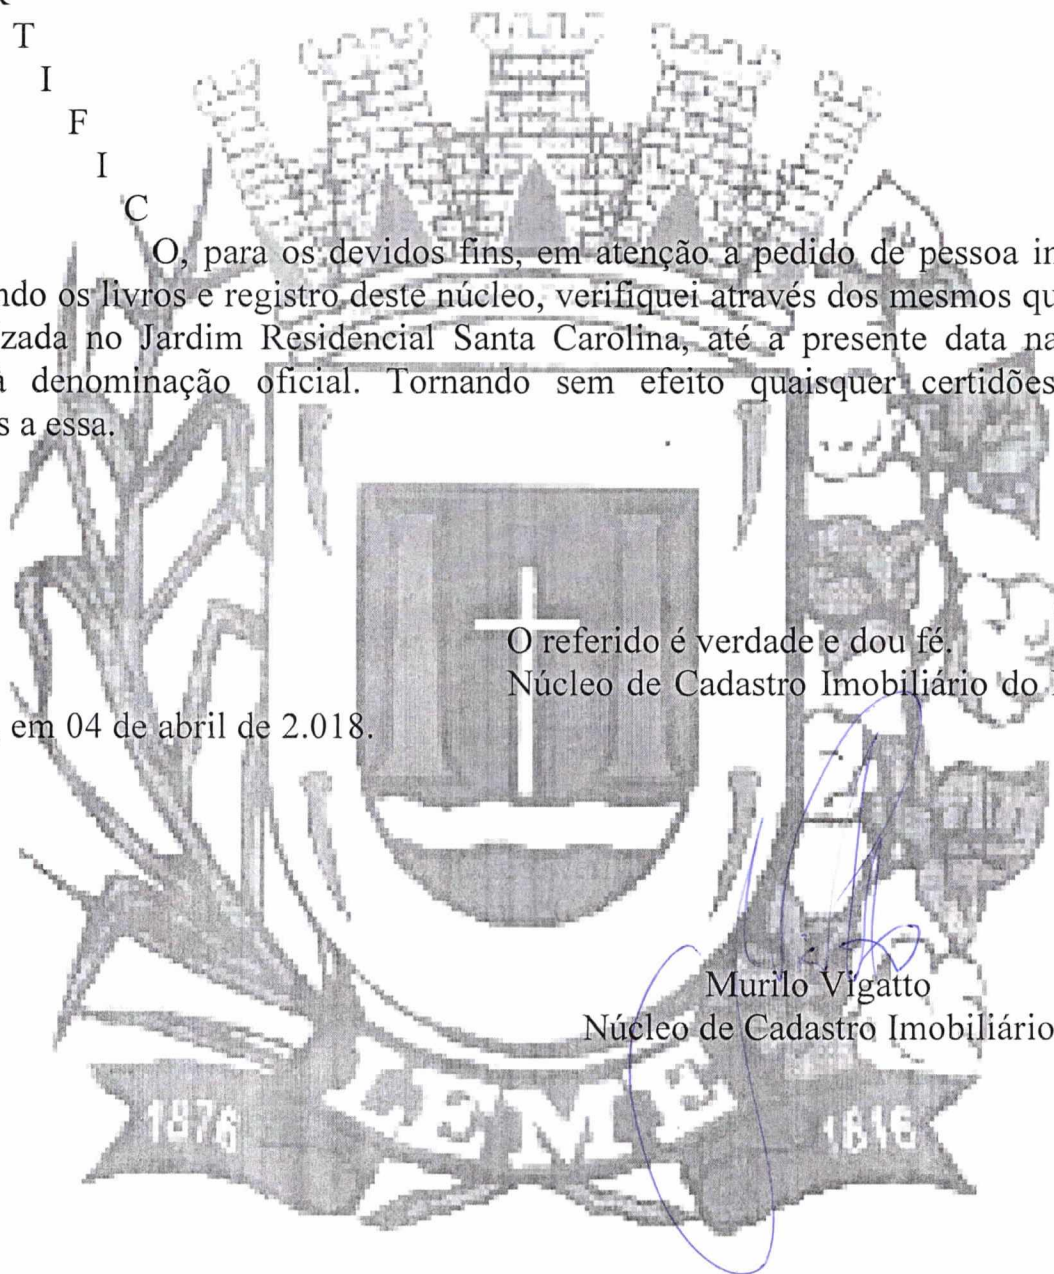 T
I
F
I
C
O, para os devidos fins, em atenção a pedido de pessoa in
ndo os livros e registro deste núcleo, verifiquei através dos mesmos qu
zada no Jardim Residencial Santa Carolina, até a presente data na
à denominação oficial. Tornando sem efeito quaisquer certidões
s a essa.
O referido é verdade e dou fé.
Núcleo de Cadastro Imobiliário do
em 04 de abril de 2.018.
Murilo Vigatto
Núcleo de Cadastro Imobiliário
LEME
1876 1816